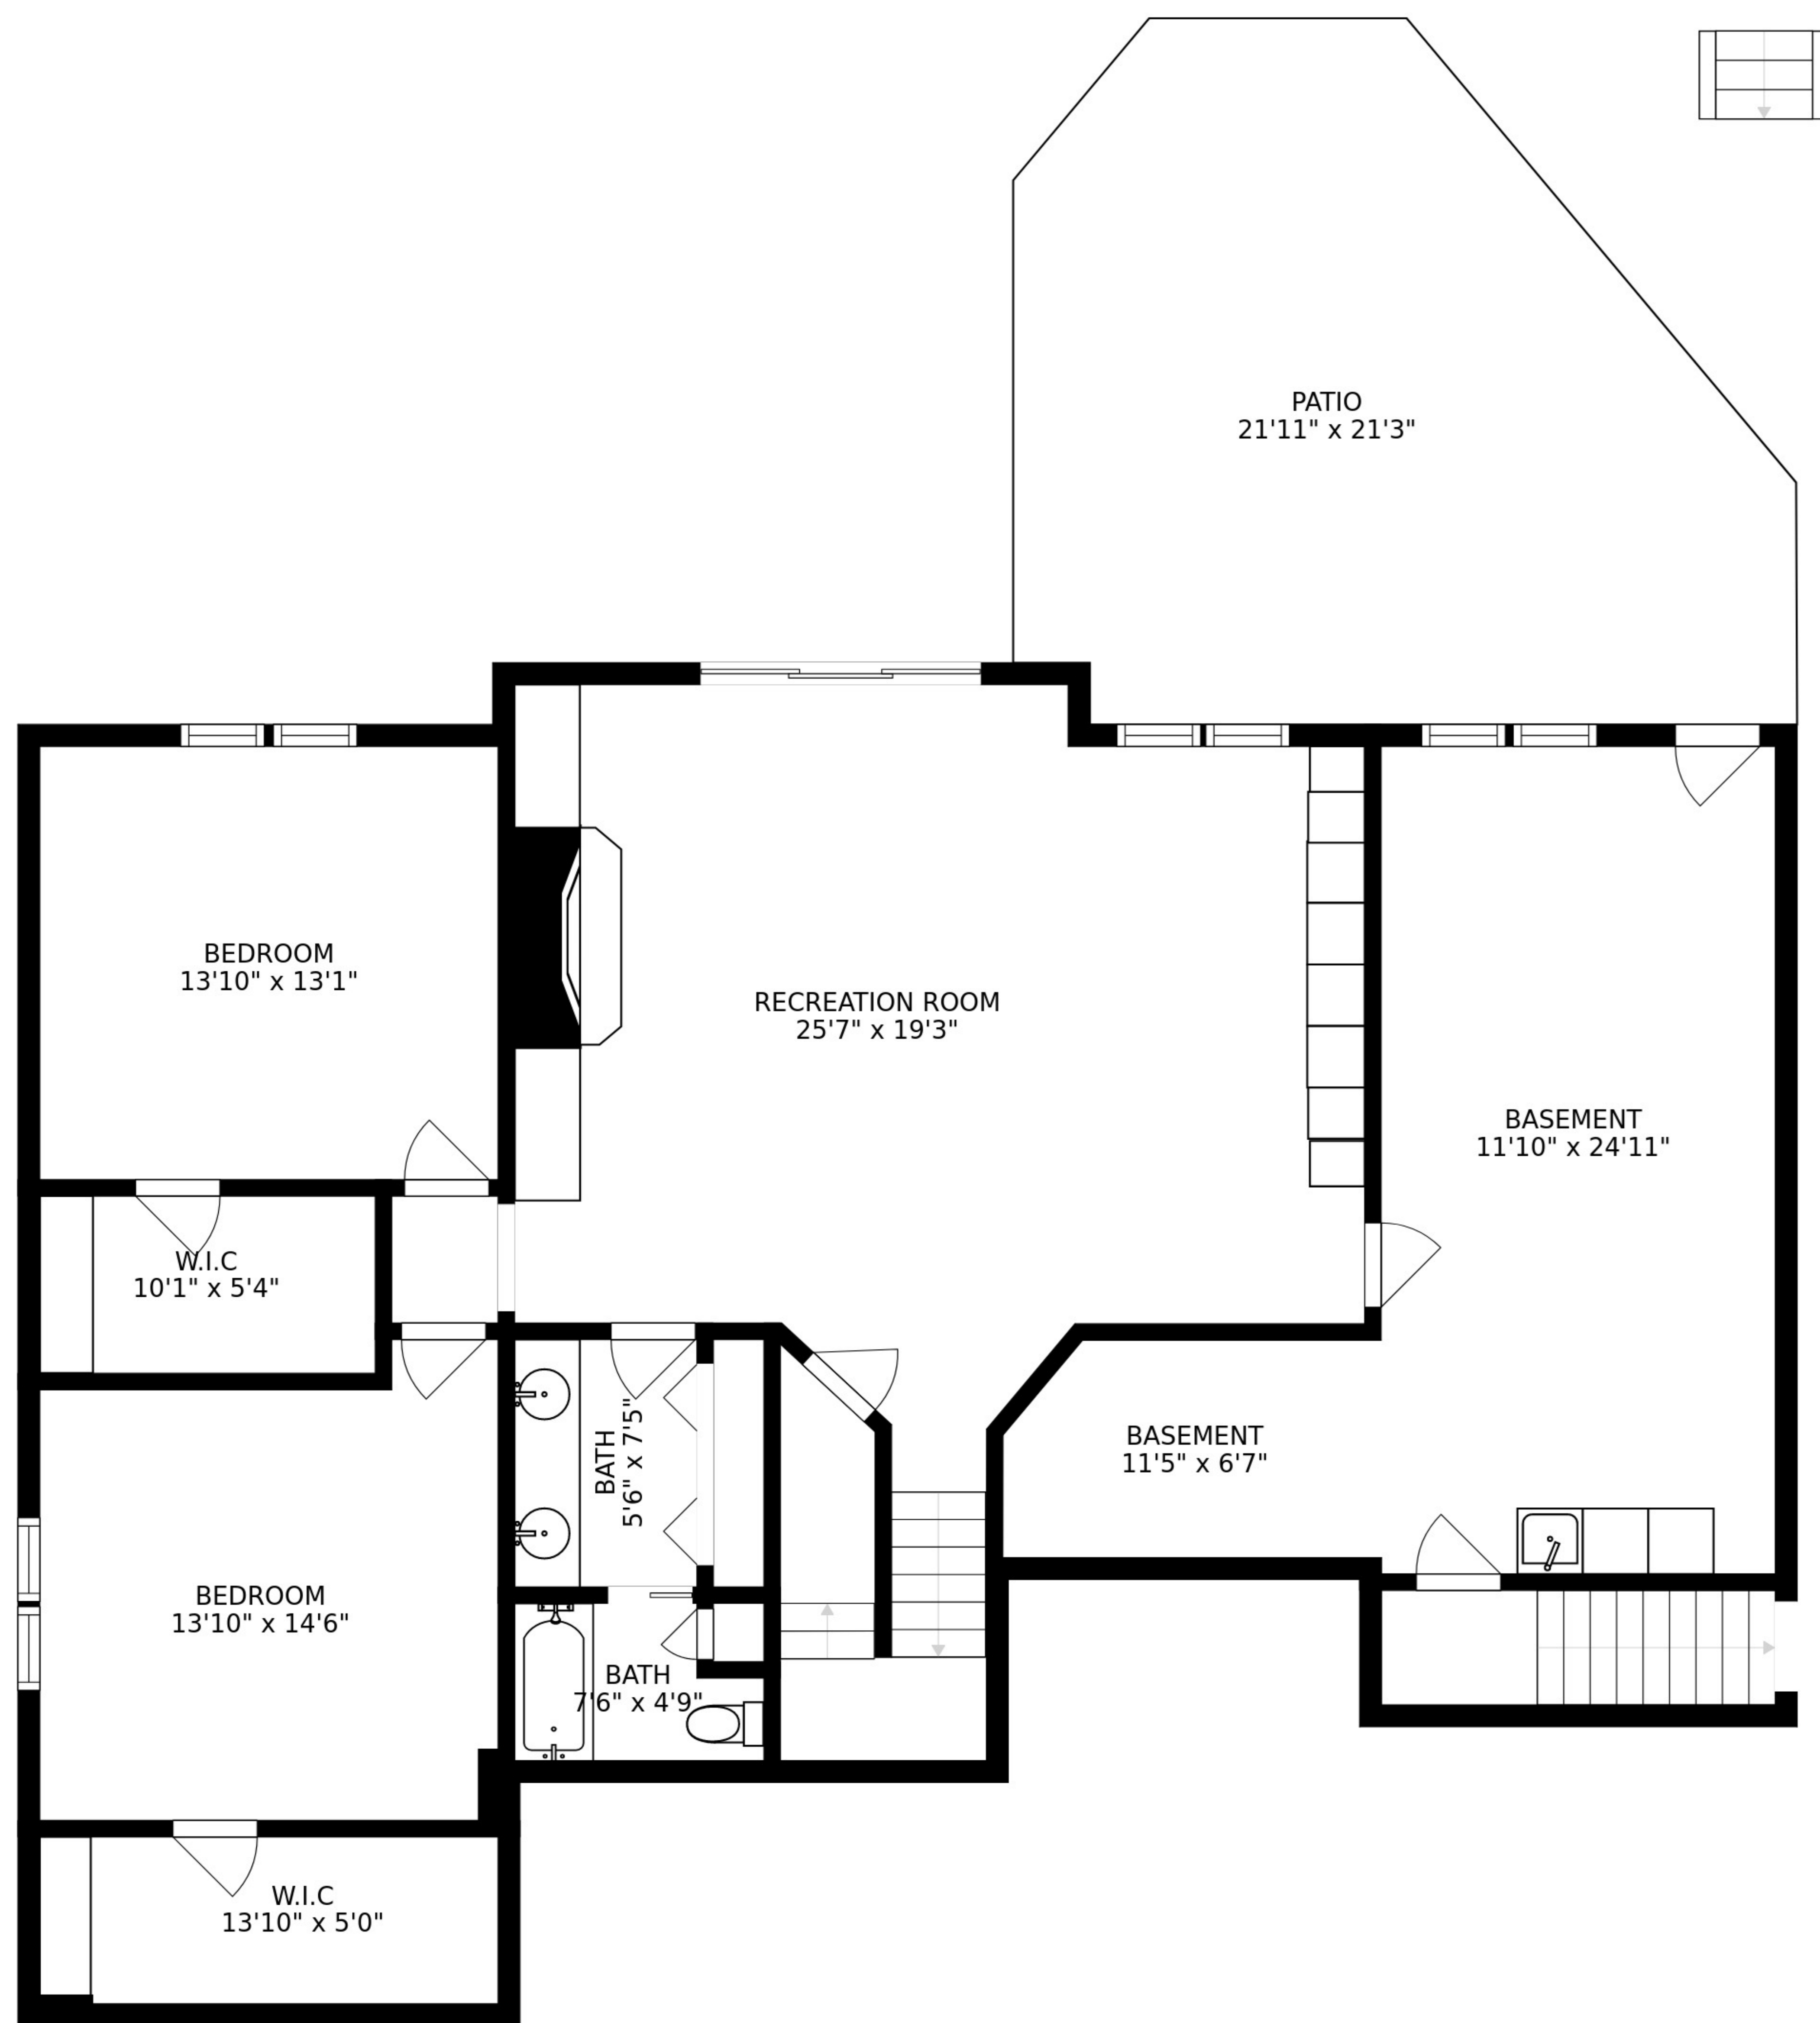 PATIO
21'11" x 21'3"
BEDROOM
13'10" x 13'1"
RECREATION ROOM
25'7" x 19'3"
BASEMENT
11'10" x 24'11"
W.I.C
10'1" x 5'4"
BATH
5'6" x 7'5"
BASEMENT
11'5" x 6'7"
BEDROOM
13'10" x 14'6"
BATH
7'6" x 4'9"
W.I.C
13'10" x 5'0"